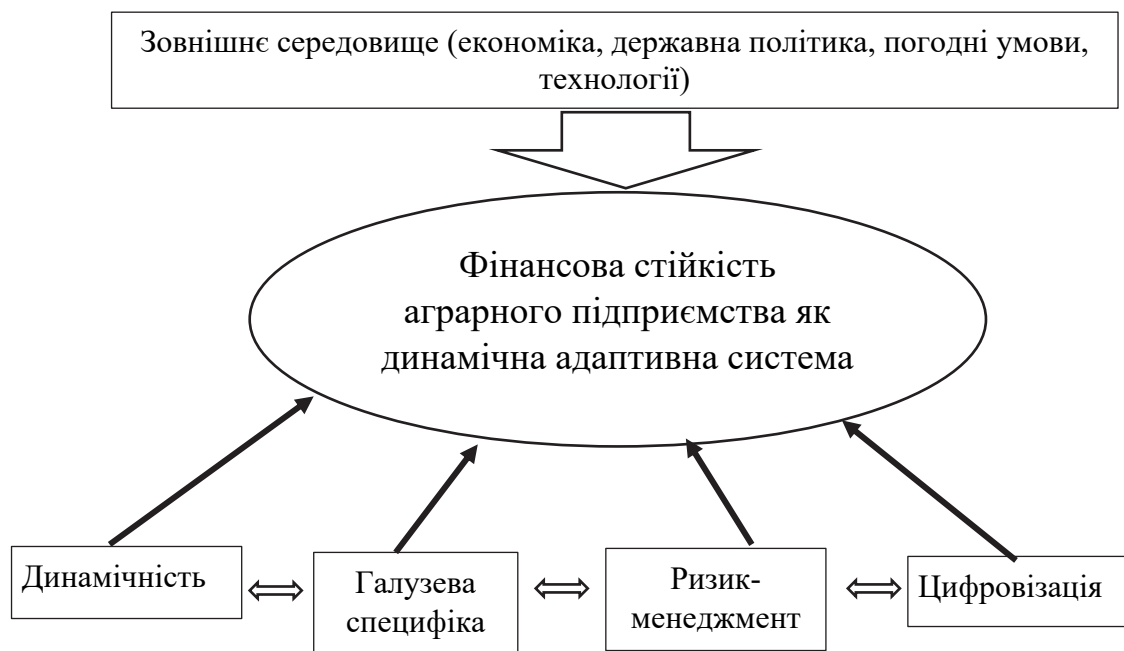 Зовнішнє середовище (економіка, державна політика, погодні умови,
технології)
Фінансова стійкість
аграрного підприємства як
динамічна адаптивна система
Динамічність
Галузева
специфіка
Ризик-
менеджмент
Цифровізація